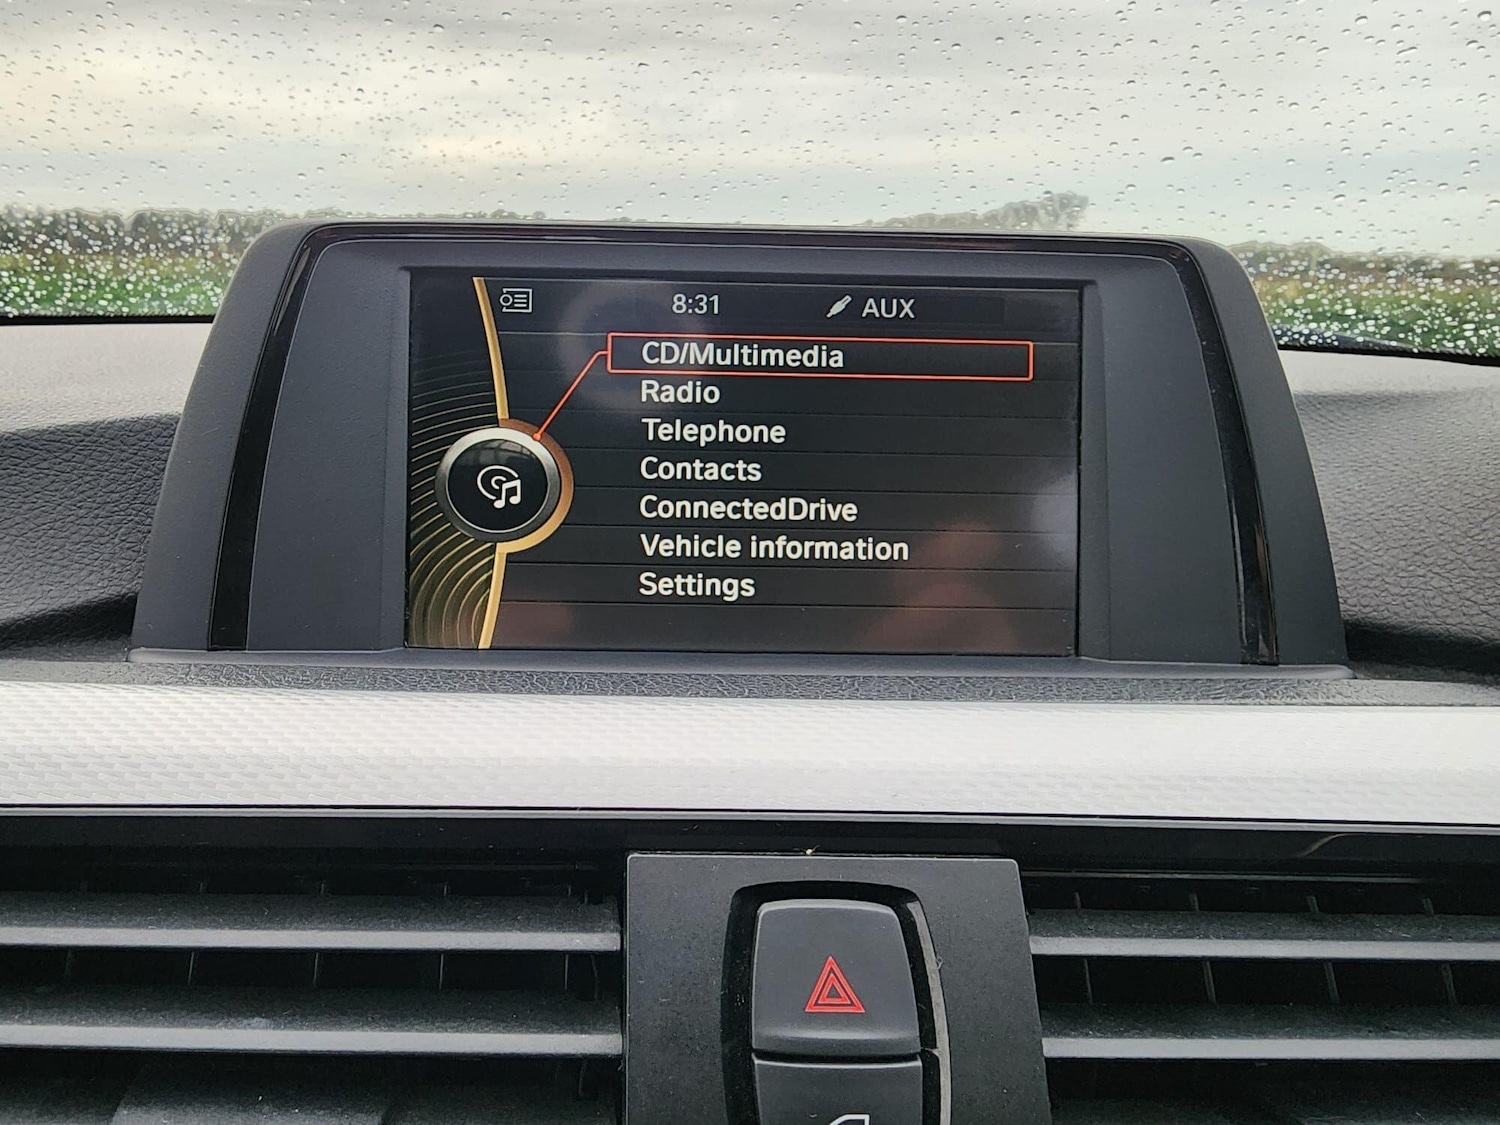 8:31 AUX
CD/Multimedia
Radio
Telephone
Contacts
ConnectedDrive
Vehicle information
Settings